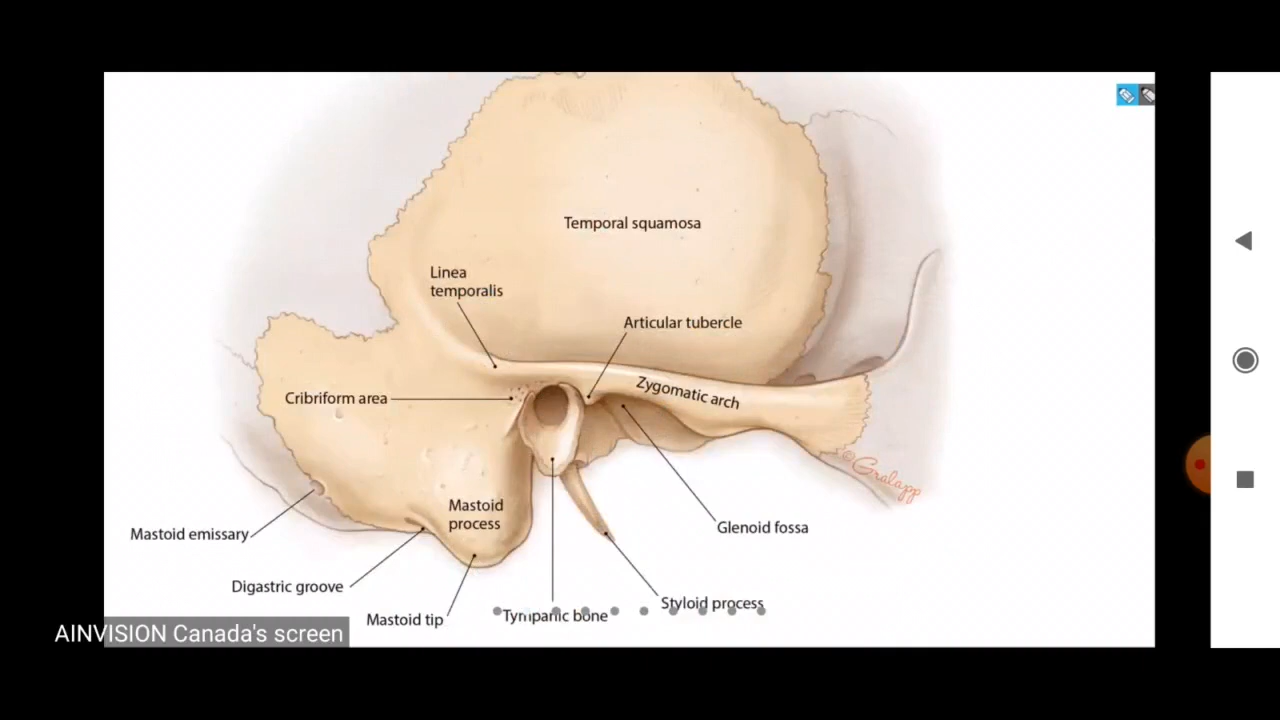 Temporal squamosa
Linea
temporalis
Articular tubercle
Zygomatic arch
Cribriform area
©Gralapp
Mastoid
process
Glenoid fossa
Mastoid emissary
Digastric groove
Styloid process
Tympanic bone
Mastoid tip
AINVISION Canada's screen